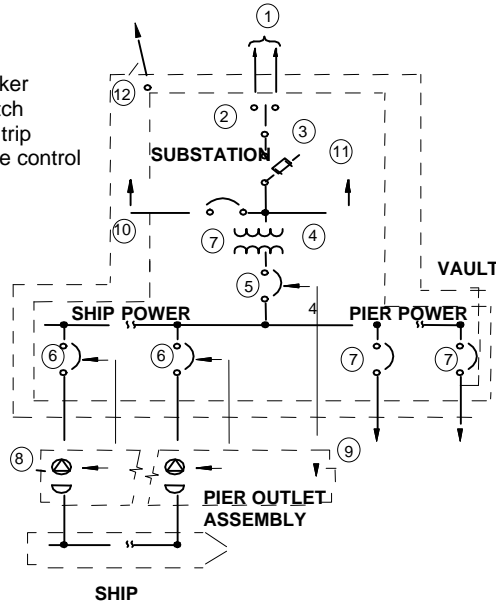 1
ker
tch
trip
e control
12
2
3
SUBSTATION
11
10
7
4
5
VAULT
SHIP POWER
4
PIER POWER
6
6
7
7
8
9
PIER OUTLET
ASSEMBLY
SHIP